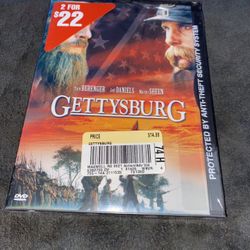 2 FOR
$22
TOM BERENGER JEFF DANIELS MARTIN SHEEN
GETTYSBURG
PRICE $14.99
GETTYSBURG
74H
DVD
PROTECTED BY ANTI-THEFT SECURITY SYSTEM